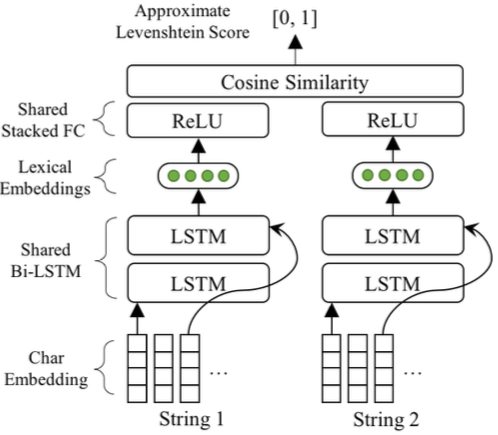 Approximate
Levenshtein Score
[0, 1]
Cosine Similarity
Shared
Stacked FC
ReLU
ReLU
Lexical
Embeddings
Shared
Bi-LSTM
LSTM
LSTM
LSTM
LSTM
Char
Embedding
...
...
String 1
String 2